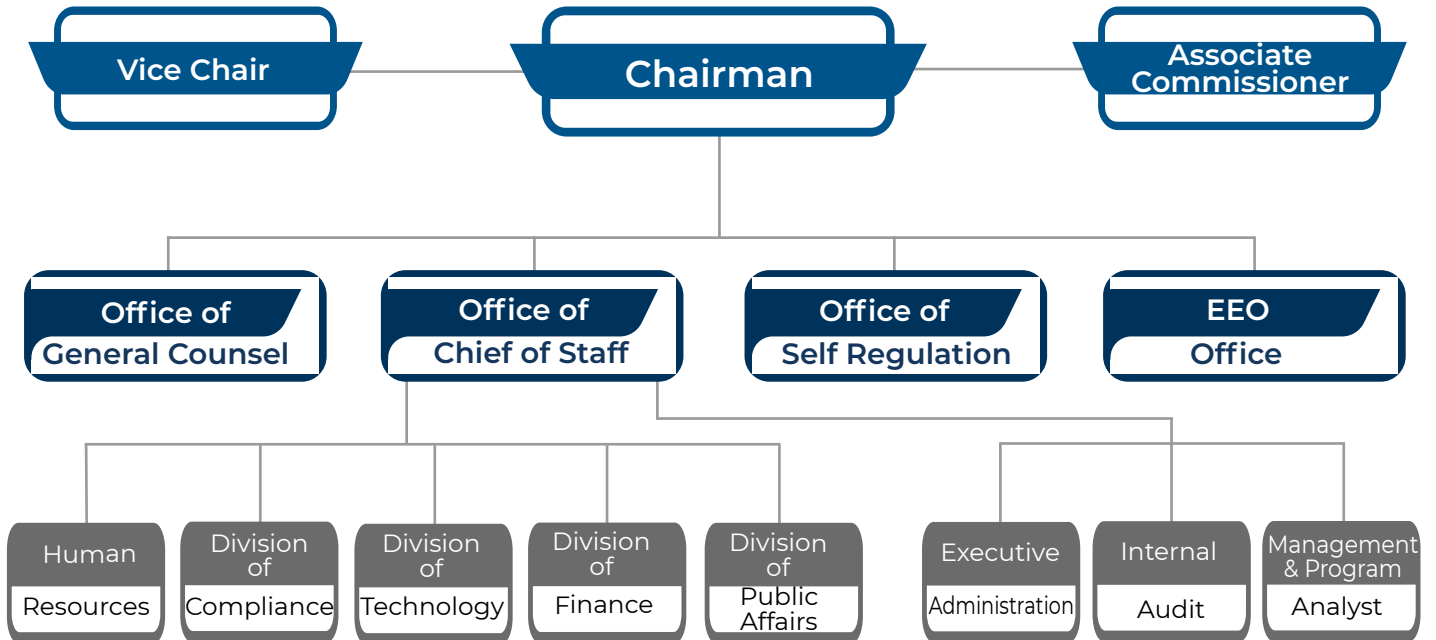 Vice Chair
Chairman
Associate
Commissioner
Office of
General Counsel
Office of
Chief of Staff
Office of
Self Regulation
EEO
Office
Human
Resources
Division
of
Compliance
Division
of
Technology
Division
of
Finance
Division
of
Public
Affairs
Executive
Administration
Internal
Audit
Management
& Program
Analyst